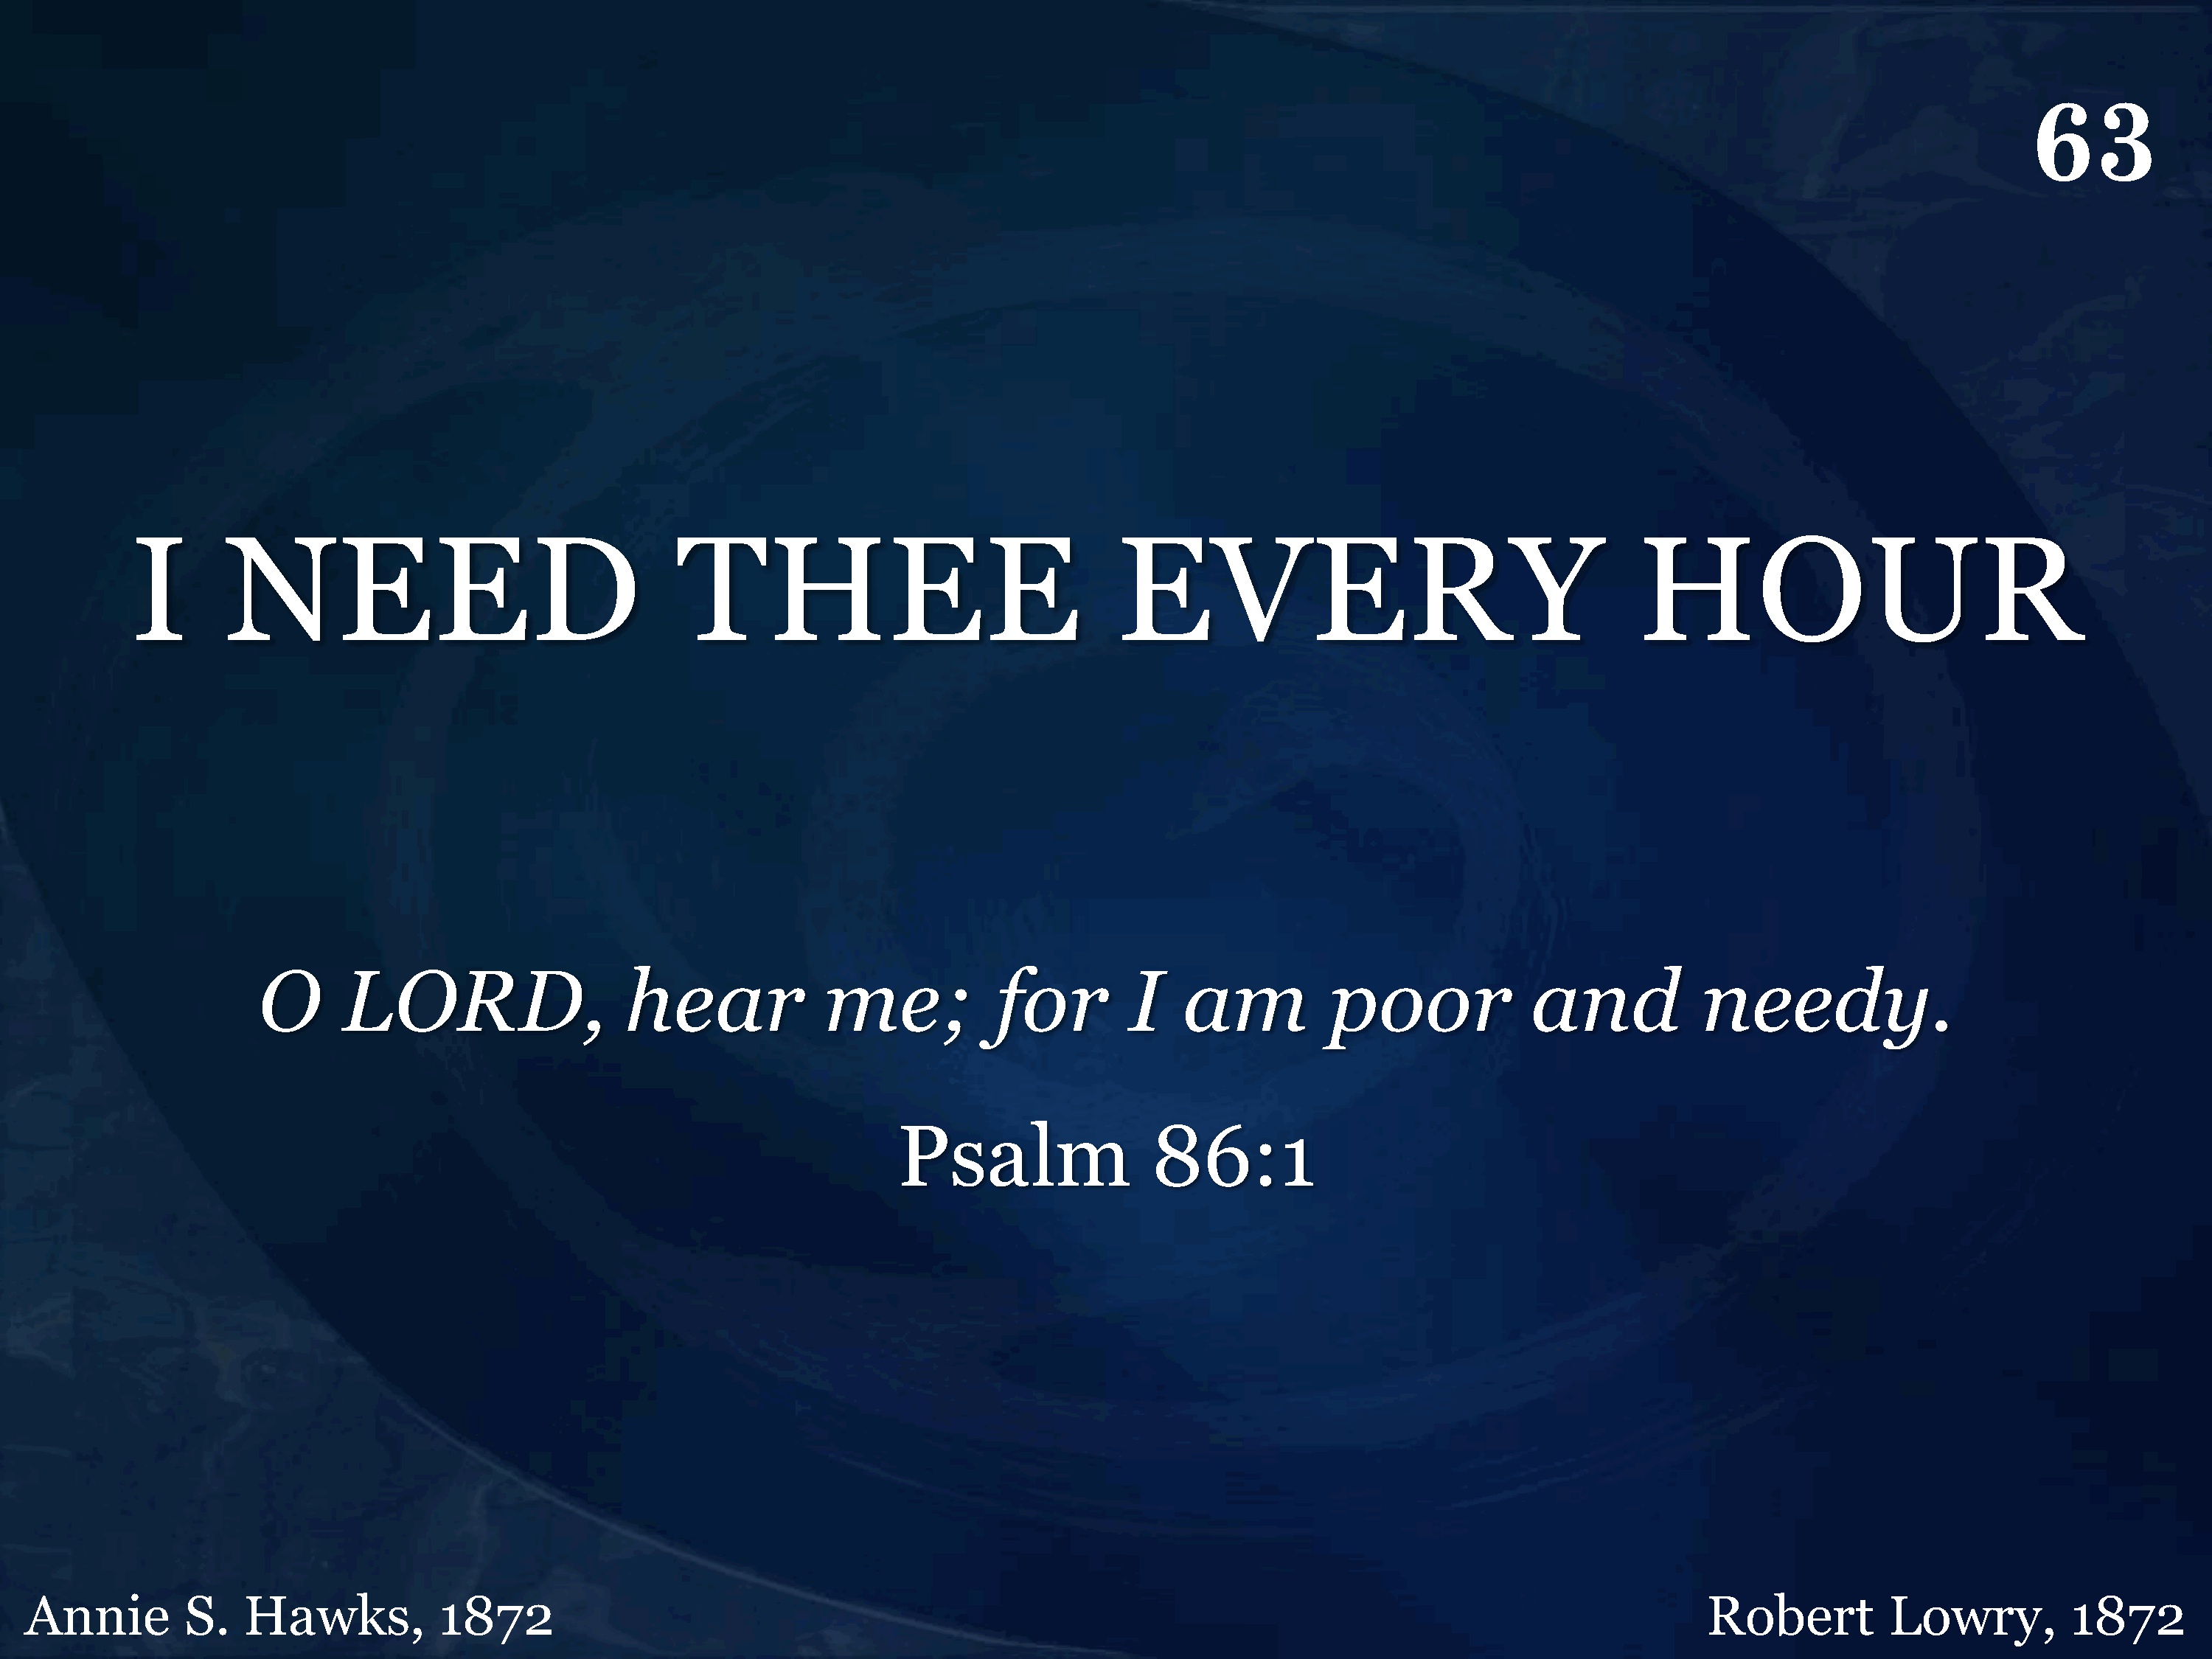 63
I NEED THEE EVERY HOUR
O LORD, hear me; for I am poor and needy.
Psalm 86:1
Annie S. Hawks, 1872
Robert Lowry, 1872